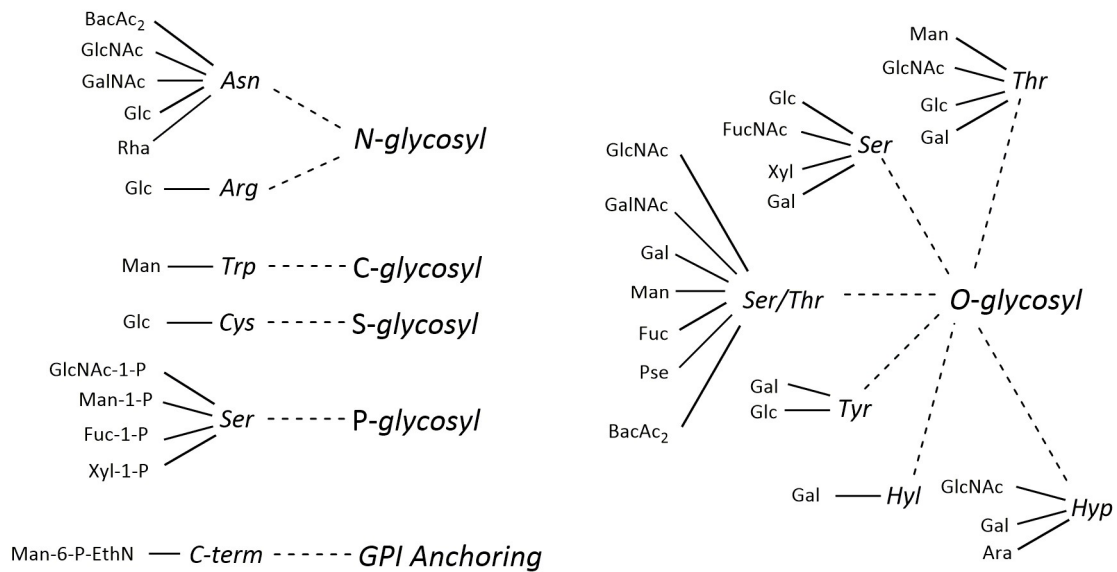 BacAc2
GlcNAc
GalNAc
Glc
Rha
Asn
N-glycosyl
Glc
Arg
Man
Trp
C-glycosyl
Glc
Cys
S-glycosyl
GlcNAc-1-P
Man-1-P
Fuc-1-P
Xyl-1-P
Ser
P-glycosyl
Man-6-P-EthN
C-term
GPI Anchoring
Man
GlcNAc
Glc
Gal
Thr
Glc
FucNAc
Xyl
Gal
Ser
GlcNAc
GalNAc
Gal
Man
Fuc
Pse
BacAc2
Ser/Thr
O-glycosyl
Gal
Glc
Tyr
Gal
Hyl
GlcNAc
Gal
Ara
Hyp